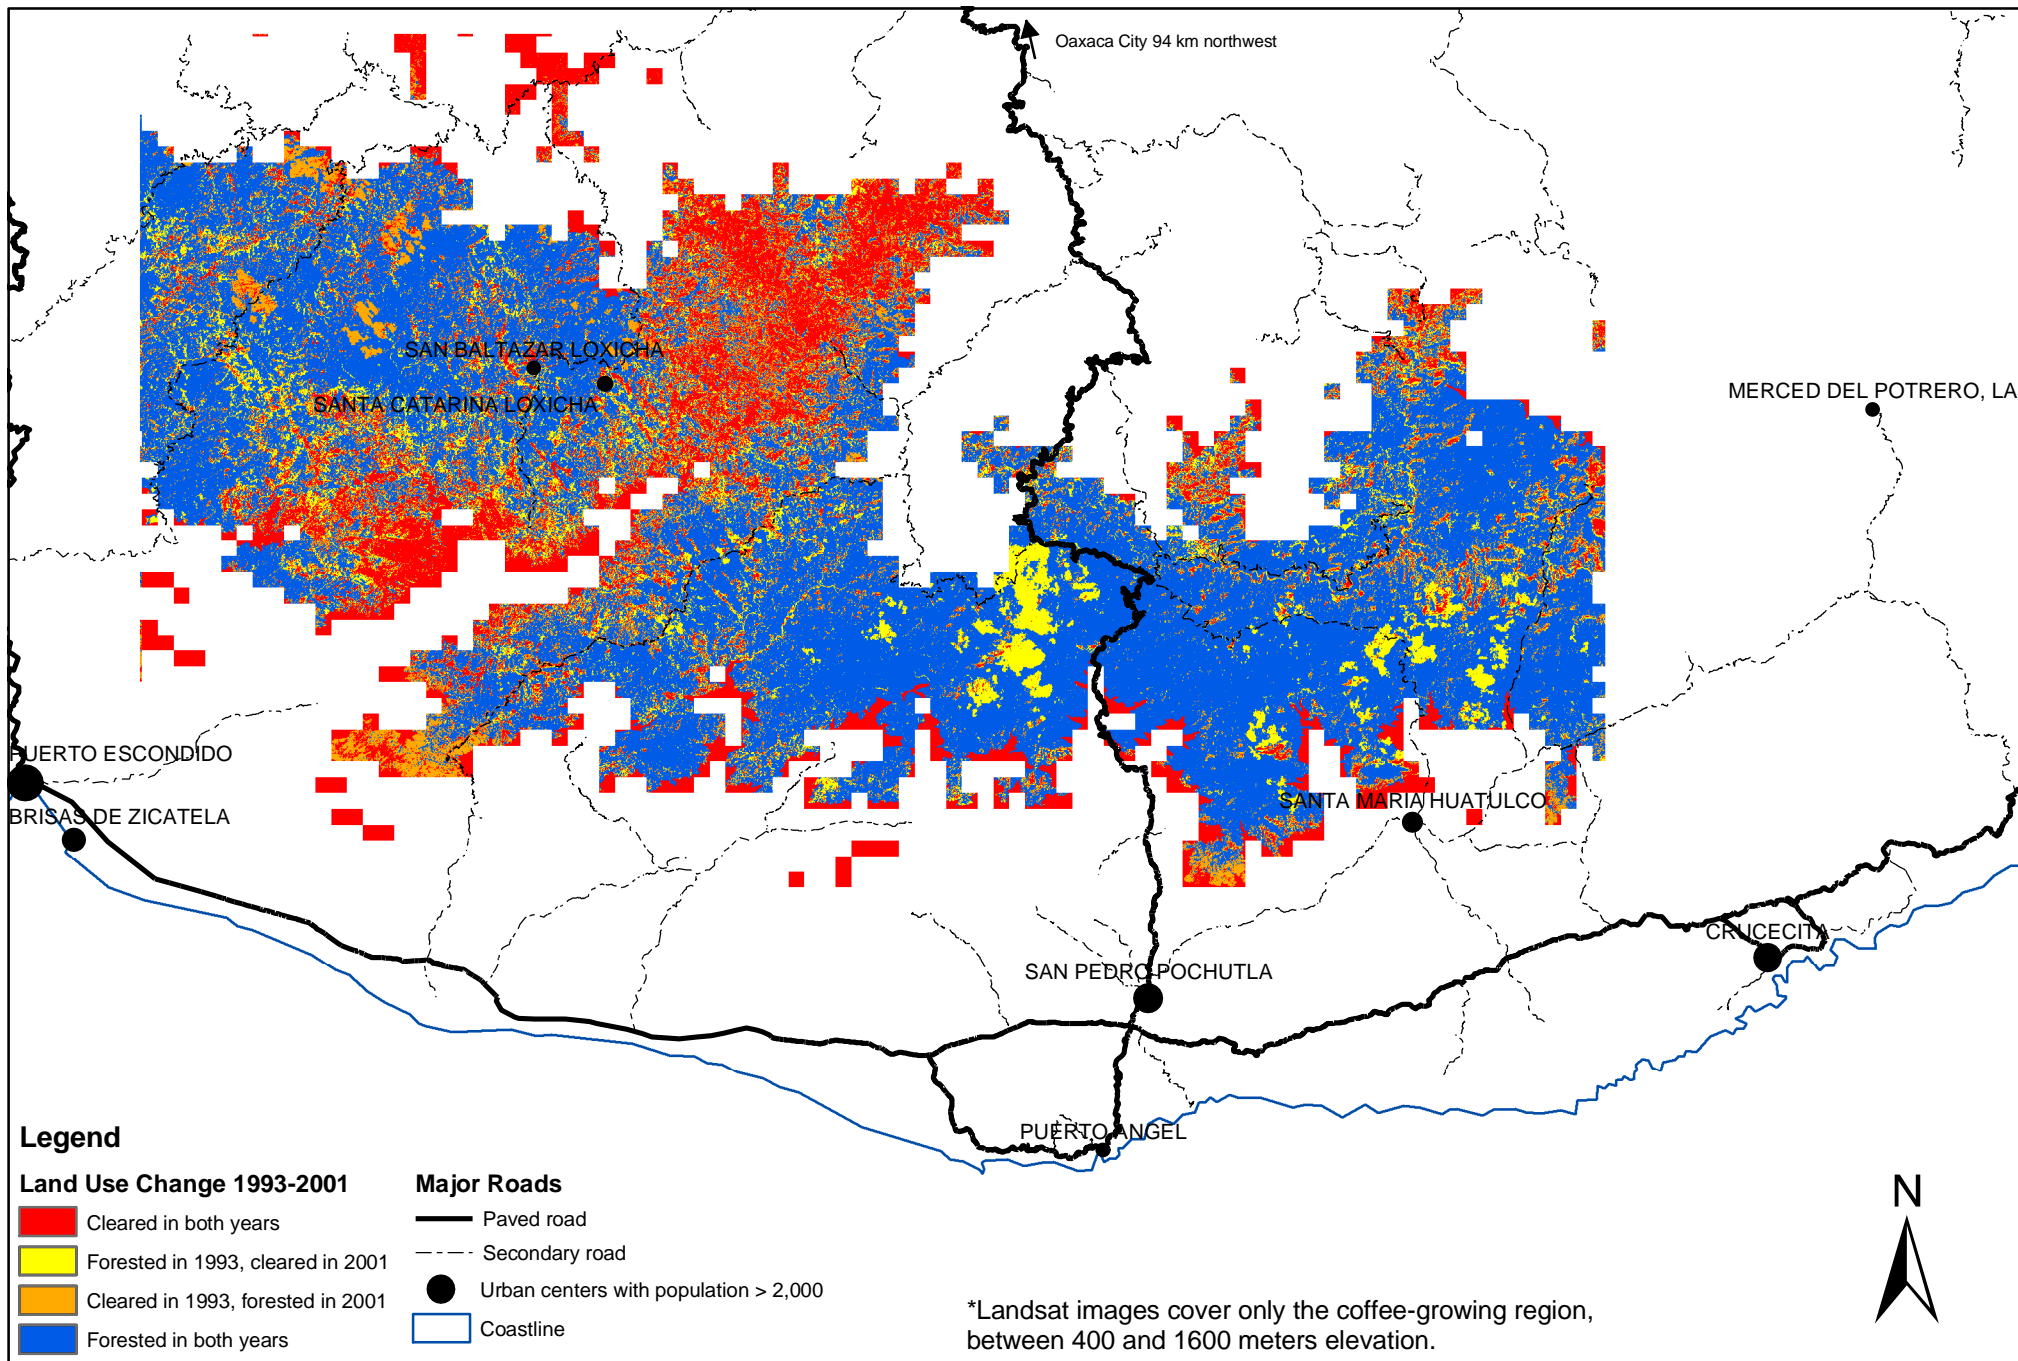 Oaxaca City 94 km northwest
SAN BALTAZAR LOXICHA
SANTA CATARINA LOXICHA
MERCED DEL POTRERO, LA
PUERTO ESCONDIDO
BRISAS DE ZICATELA
SANTA MARIA HUATULCO
CRUCECITA
SAN PEDRO POCHUTLA
PUERTO ANGEL
Legend
Land Use Change 1993-2001
Cleared in both years
Forested in 1993, cleared in 2001
Cleared in 1993, forested in 2001
Forested in both years
Major Roads
Paved road
Secondary road
Urban centers with population > 2,000
Coastline
*Landsat images cover only the coffee-growing region,
between 400 and 1600 meters elevation.
N